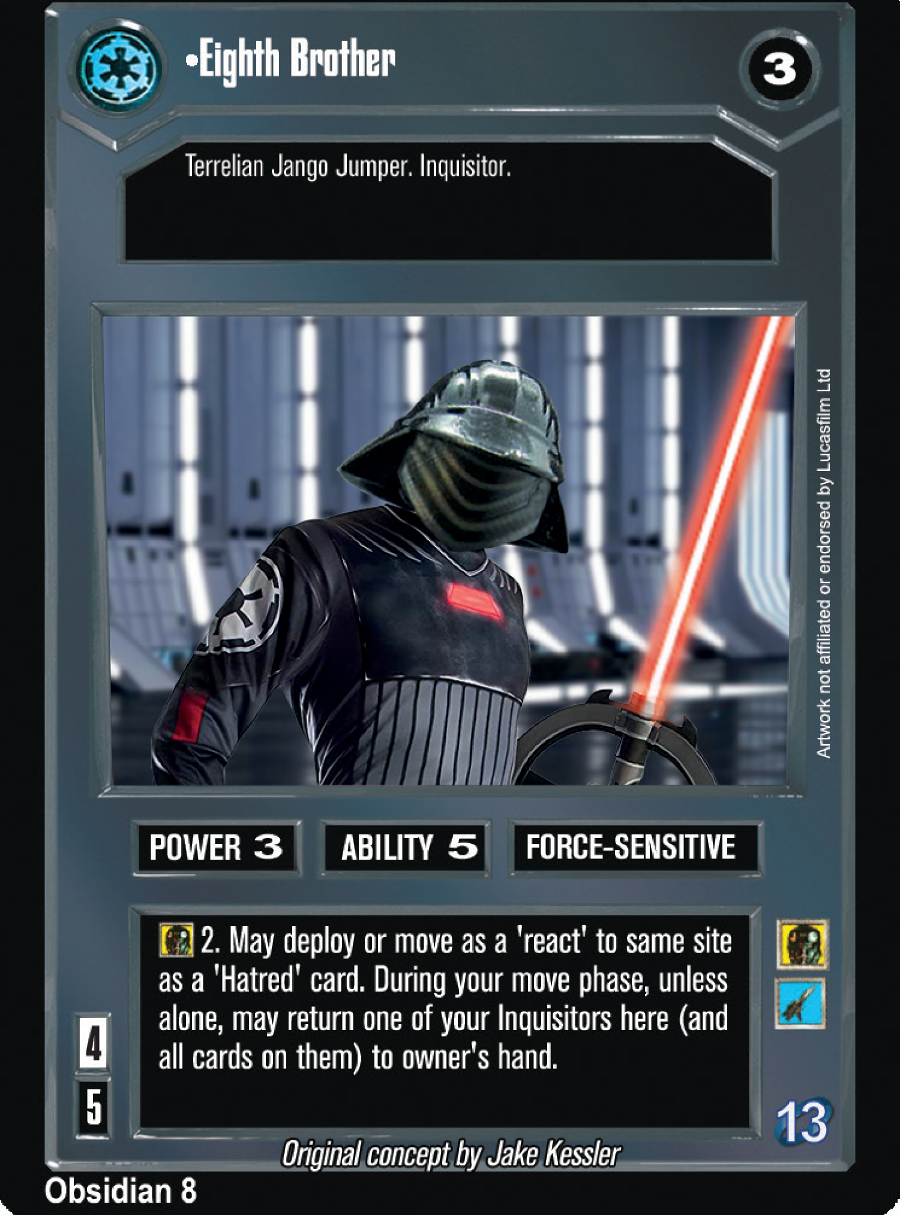 •Eighth Brother
3
Terrelian Jango Jumper. Inquisitor.
Artwork not affiliated or endorsed by Lucasfilm Ltd
POWER 3
ABILITY 5
FORCE-SENSITIVE
2. May deploy or move as a 'react' to same site
as a 'Hatred' card. During your move phase, unless
alone, may return one of your Inquisitors here (and
all cards on them) to owner's hand.
4
5
13
Original concept by Jake Kessler
Obsidian 8